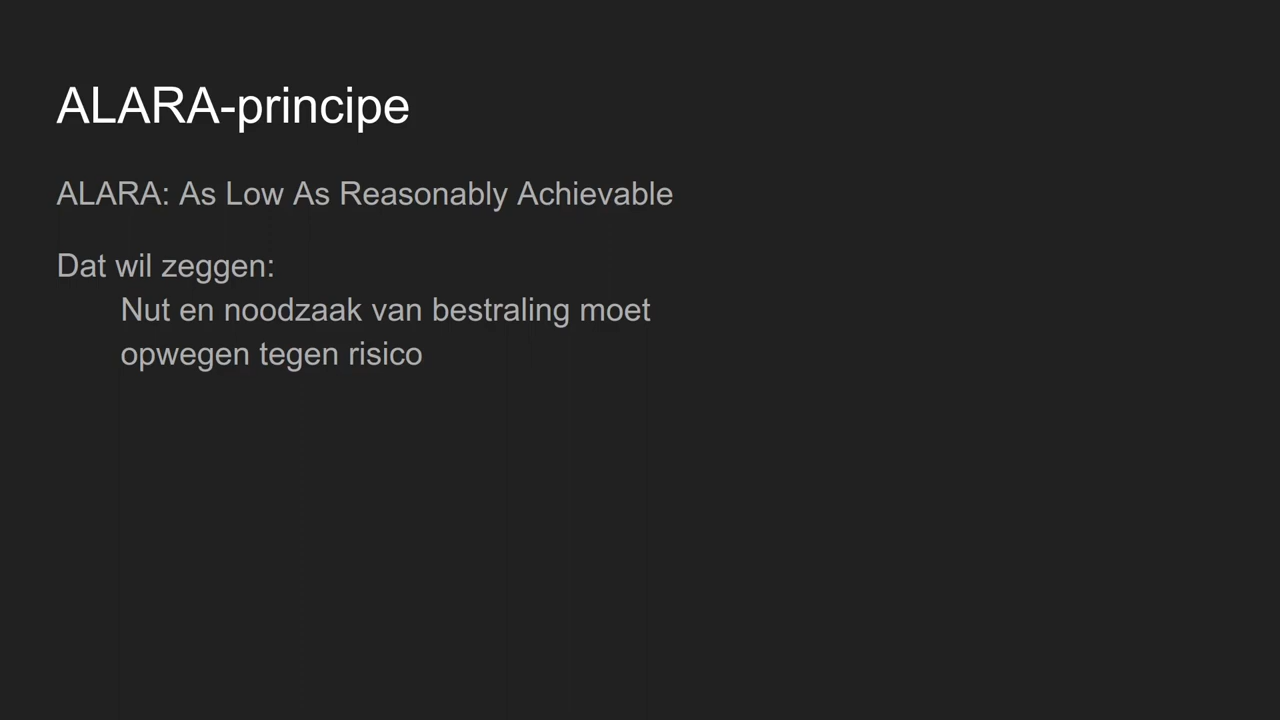 ALARA-principe
ALARA: As Low As Reasonably Achievable
Dat wil zeggen:
Nut en noodzaak van bestraling moet
opwegen tegen risico